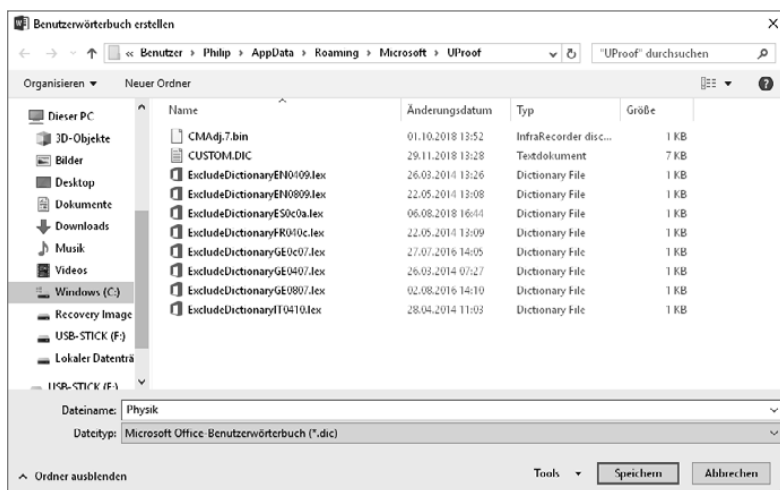 Benutzerwörterbuch erstellen
« Benutzer > Philip > AppData > Roaming > Microsoft > UProof "UProof" durchsuchen
Organisieren Neuer Ordner
Name Änderungsdatum Typ Größe
Dieser PC
3D-Objekte
Bilder
Desktop
Dokumente
Downloads
Musik
Videos
Windows (C:)
Recovery Image
USB-STICK (F:)
Lokaler Datenträ
USB-STICK (F:)
CMAdj.7.bin 01.10.2018 13:52 InfraRecorder disc... 1 KB
CUSTOM.DIC 29.11.2018 13:28 Textdokument 7 KB
ExcludeDictionaryEN0409.lex 26.03.2014 13:26 Dictionary File 1 KB
ExcludeDictionaryEN0809.lex 22.05.2014 13:08 Dictionary File 1 KB
ExcludeDictionaryES0c0a.lex 06.08.2018 16:44 Dictionary File 1 KB
ExcludeDictionaryFR040c.lex 22.05.2014 13:09 Dictionary File 1 KB
ExcludeDictionaryGE0c07.lex 27.07.2016 14:05 Dictionary File 1 KB
ExcludeDictionaryGE0407.lex 26.03.2014 07:27 Dictionary File 1 KB
ExcludeDictionaryGE0807.lex 02.08.2016 14:10 Dictionary File 1 KB
ExcludeDictionaryIT0410.lex 28.04.2014 11:03 Dictionary File 1 KB
Dateiname: Physik
Dateityp: Microsoft Office-Benutzerwörterbuch (*.dic)
Ordner ausblenden Tools Speichern Abbrechen